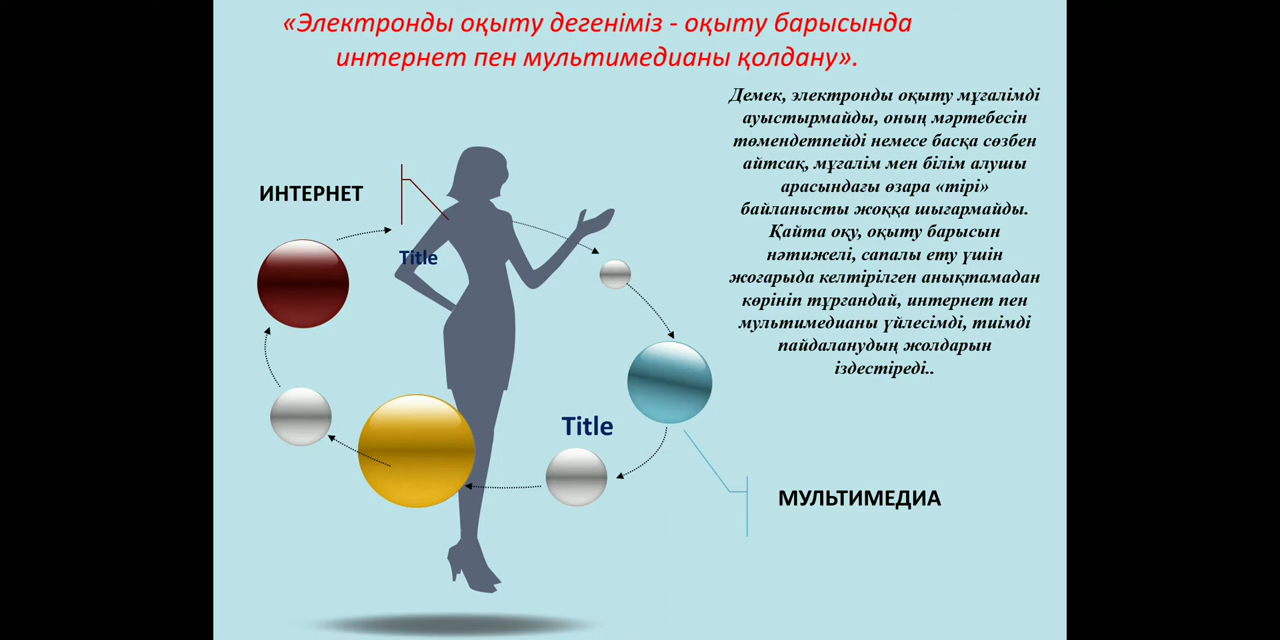 «Электронды оқыту дегеніміз - оқыту барысында
интернет пен мультимедианы қолдану».
Демек, электронды оқыту мұғалімді
ауыстырмайды, оның мәртебесін
төмендетпейді немесе басқа сөзбен
айтсақ, мұғалім мен білім алушы
арасындағы өзара «тірі»
байланысты жоққа шығармайды.
Қайта оқу, оқыту барысын
нәтижелі, сапалы ету үшін
жоғарыда келтірілген анықтамадан
көрініп тұрғандай, интернет пен
мультимедианы үйлесімді, тиімді
пайдаланудың жолдарын
іздестіреді..
ИНТЕРНЕТ
Title
Title
МУЛЬТИМЕДИА